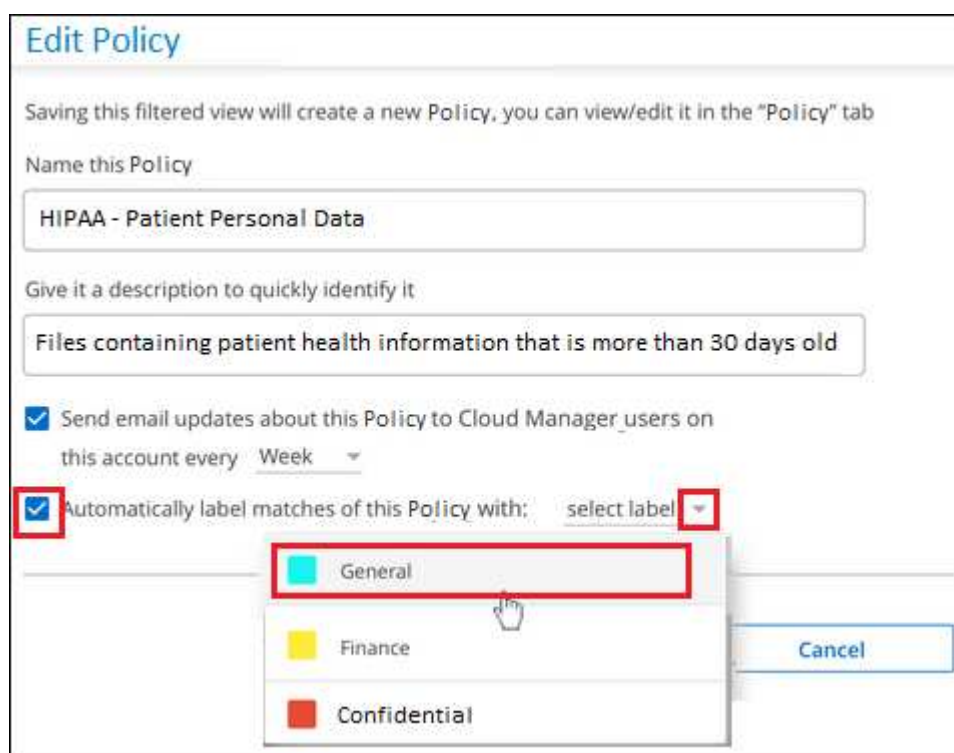 Edit Policy
Saving this filtered view will create a new Policy, you can view/edit it in the “Policy” tab
Name this Policy
HIPAA - Patient Personal Data
Give it a description to quickly identify it
Files containing patient health information that is more than 30 days old
Send email updates about this Policy to Cloud Manager users on
this account every Week
Automatically label matches of this Policy with: select label
General
Finance
Cancel
Confidential